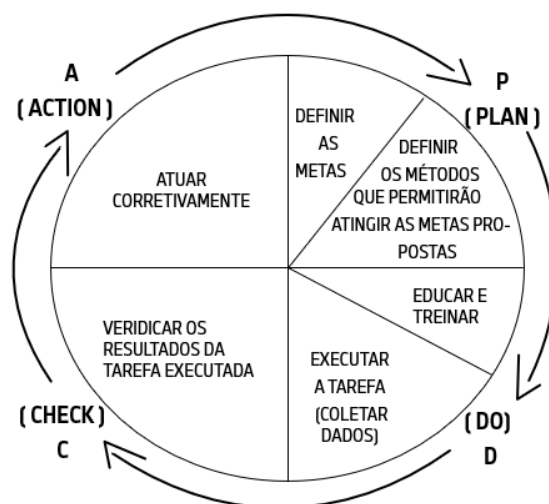 A
( ACTION)
P
( PLAN)
DEFINIR
AS
METAS
DEFINIR
OS MÉTODOS
QUE PERMITIRÃO
ATINGIR AS METAS PRO-
POSTAS
ATUAR
CORRETIVAMENTE
EDUCAR E
TREINAR
VERIDICAR OS
RESULTADOS DA
TAREFA EXECUTADA
EXECUTAR
A TAREFA
(COLETAR
DADOS)
(CHECK)
C
(DO)
D